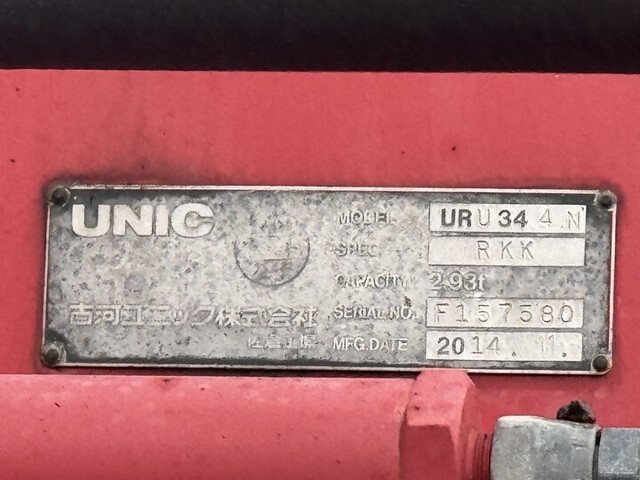 UNIC
MODEL URU344N
SPEC RKK
CAPACITY 2.93t
SERIAL NO. F157580
MFG.DATE 2014.11.
古河ユニック株式会社
佐倉工場